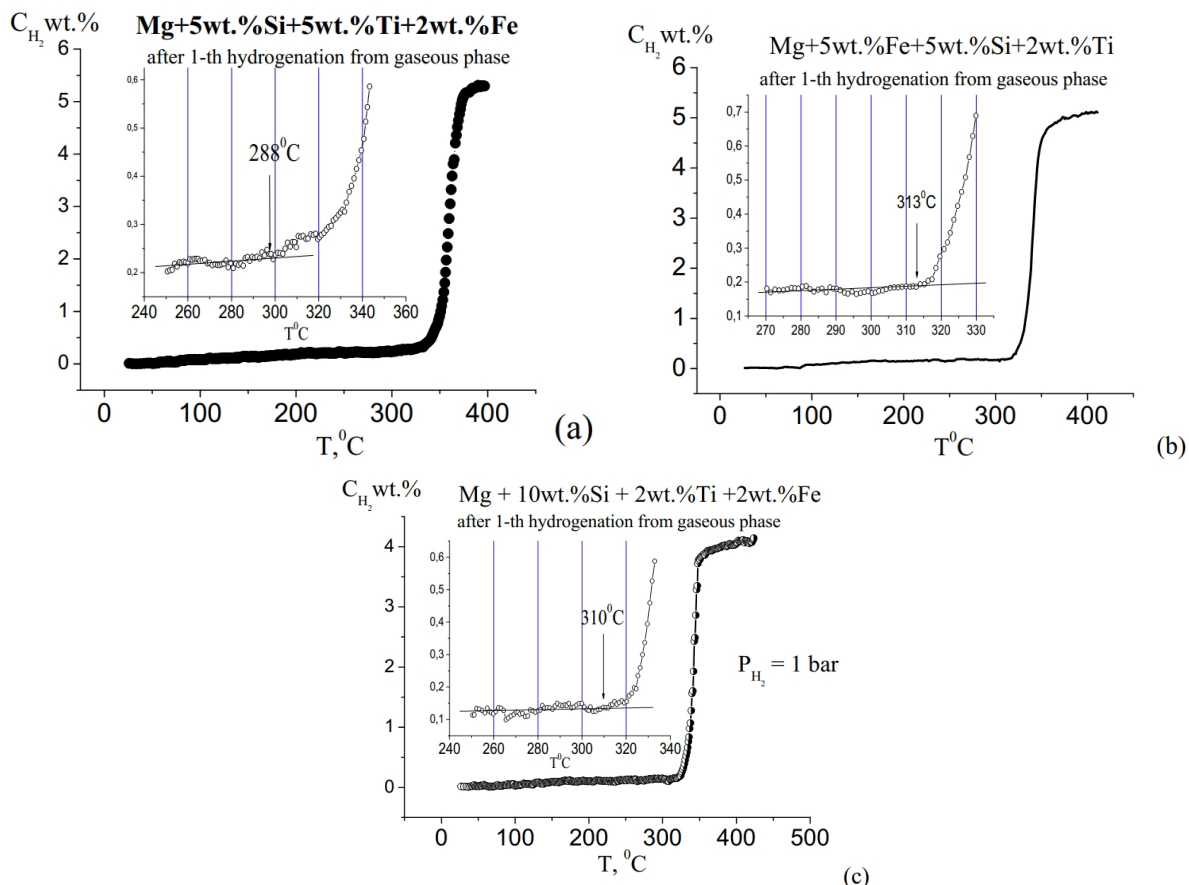 C_H₂ wt.%
Mg+5wt.%Si+5wt.%Ti+2wt.%Fe
after 1-th hydrogenation from gaseous phase
6
5
4
3
2
1
0
0,6
0,5
0,4
0,3
0,2
0,1
288⁰C
240 260 280 300 320 340 360
T⁰C
0 100 200 300 400
T,⁰C
(a)
C_H₂ wt.%
Mg+5wt.%Fe+5wt.%Si+2wt.%Ti
after 1-th hydrogenation from gaseous phase
6
5
4
3
2
1
0
0,7
0,6
0,5
0,4
0,3
0,2
0,1
313⁰C
270 280 290 300 310 320 330
0 100 200 300 400
T⁰C
(b)
C_H₂ wt.%
Mg + 10wt.%Si + 2wt.%Ti +2wt.%Fe
after 1-th hydrogenation from gaseous phase
4
3
2
1
0
0,6
0,5
0,4
0,3
0,2
0,1
310⁰C
240 260 280 300 320 340
T⁰C
P_H₂ = 1 bar
0 100 200 300 400 500
T, ⁰C
(c)